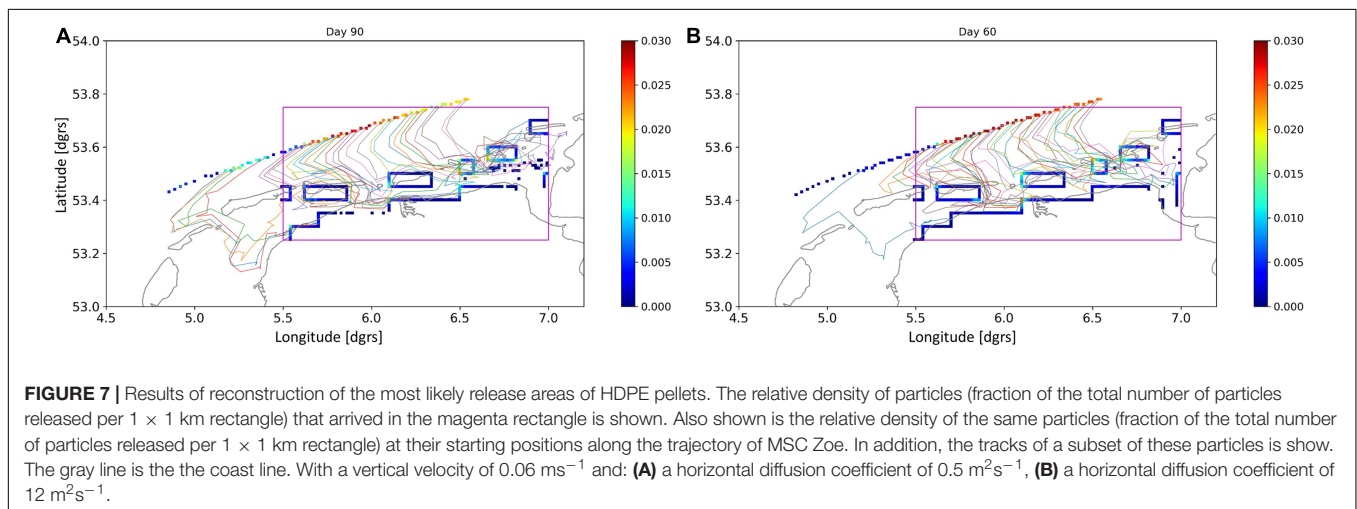 A
Day 90
54.0
53.8
53.6
53.4
53.2
53.0
Latitude [dgrs]
4.5 5.0 5.5 6.0 6.5 7.0
Longitude [dgrs]
0.030
0.025
0.020
0.015
0.010
0.005
0.000
B
Day 60
54.0
53.8
53.6
53.4
53.2
53.0
4.5 5.0 5.5 6.0 6.5 7.0
Longitude [dgrs]
0.030
0.025
0.020
0.015
0.010
0.005
0.000
FIGURE 7 | Results of reconstruction of the most likely release areas of HDPE pellets. The relative density of particles (fraction of the total number of particles
released per 1 × 1 km rectangle) that arrived in the magenta rectangle is shown. Also shown is the relative density of the same particles (fraction of the total number
of particles released per 1 × 1 km rectangle) at their starting positions along the trajectory of MSC Zoe. In addition, the tracks of a subset of these particles is show.
The gray line is the the coast line. With a vertical velocity of 0.06 ms⁻¹ and: (A) a horizontal diffusion coefficient of 0.5 m²s⁻¹, (B) a horizontal diffusion coefficient of
12 m²s⁻¹.